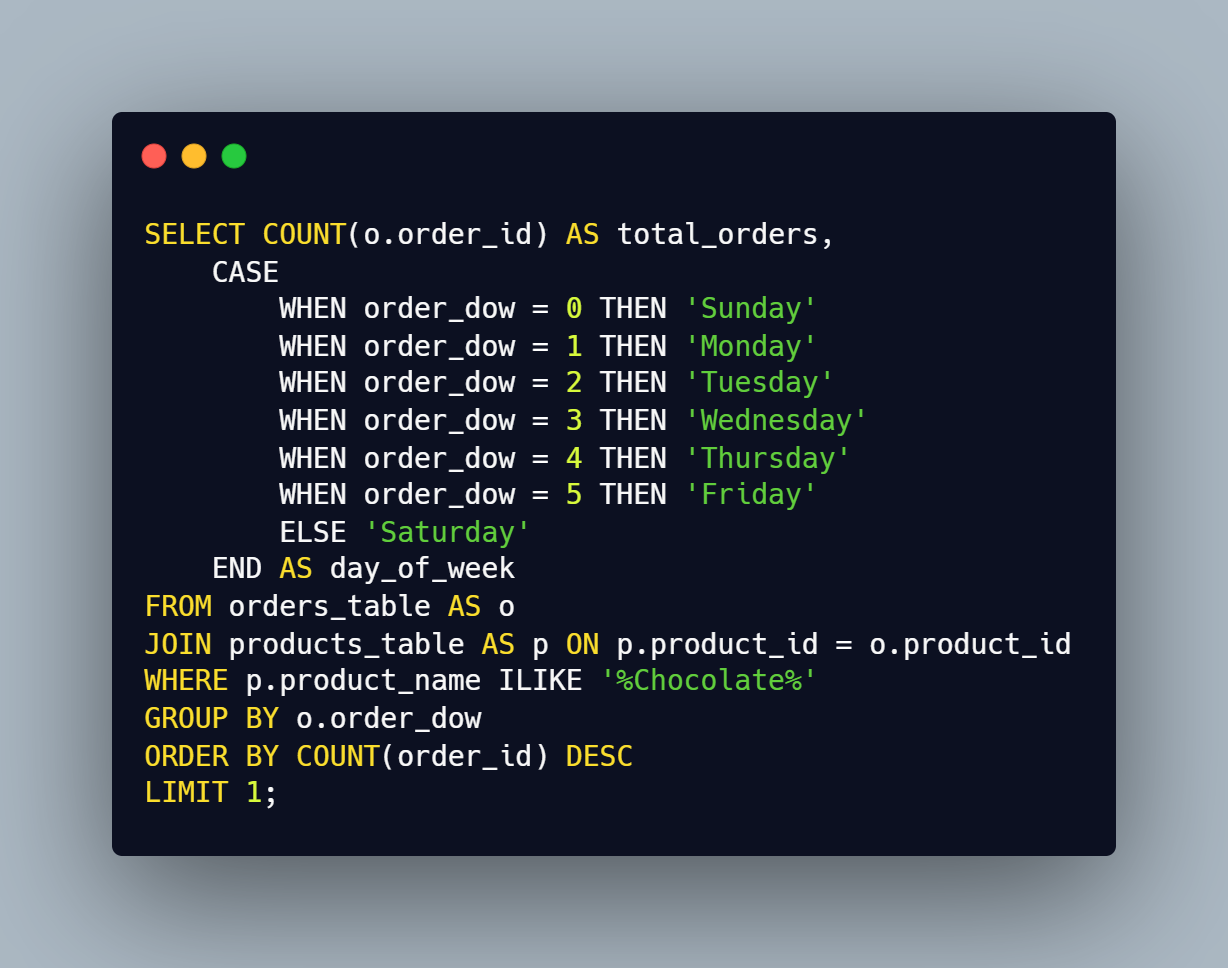 SELECT COUNT(o.order_id) AS total_orders,
    CASE
        WHEN order_dow = 0 THEN 'Sunday'
        WHEN order_dow = 1 THEN 'Monday'
        WHEN order_dow = 2 THEN 'Tuesday'
        WHEN order_dow = 3 THEN 'Wednesday'
        WHEN order_dow = 4 THEN 'Thursday'
        WHEN order_dow = 5 THEN 'Friday'
        ELSE 'Saturday'
    END AS day_of_week
FROM orders_table AS o
JOIN products_table AS p ON p.product_id = o.product_id
WHERE p.product_name ILIKE '%Chocolate%'
GROUP BY o.order_dow
ORDER BY COUNT(order_id) DESC
LIMIT 1;